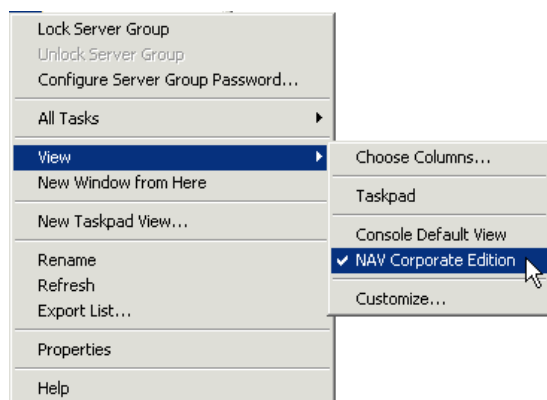 Lock Server Group
Unlock Server Group
Configure Server Group Password...
All Tasks
View
New Window from Here
New Taskpad View...
Rename
Refresh
Export List...
Properties
Help
Choose Columns...
Taskpad
Console Default View
NAV Corporate Edition
Customize...